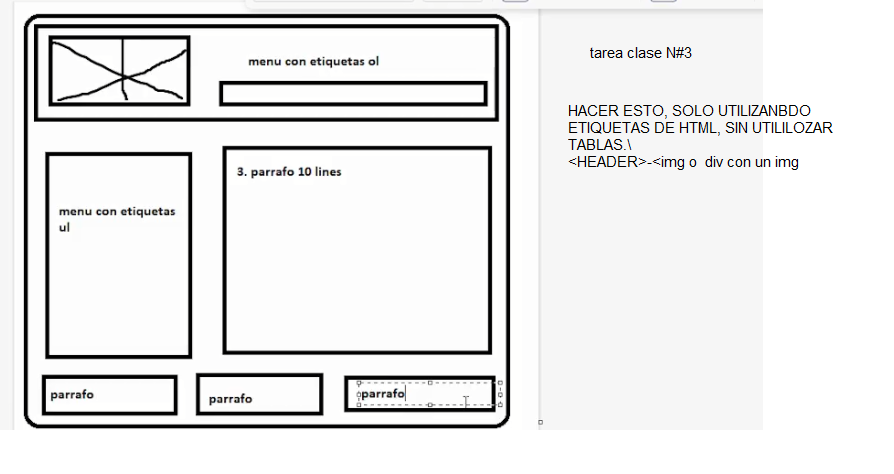 menu con etiquetas ol
3. parrafo 10 lines
menu con etiquetas
ul
parrafo
parrafo
parrafo
tarea clase N#3
HACER ESTO, SOLO UTILIZANBDO
ETIQUETAS DE HTML, SIN UTILILOZAR
TABLAS.\
<HEADER>-<img o  div con un img